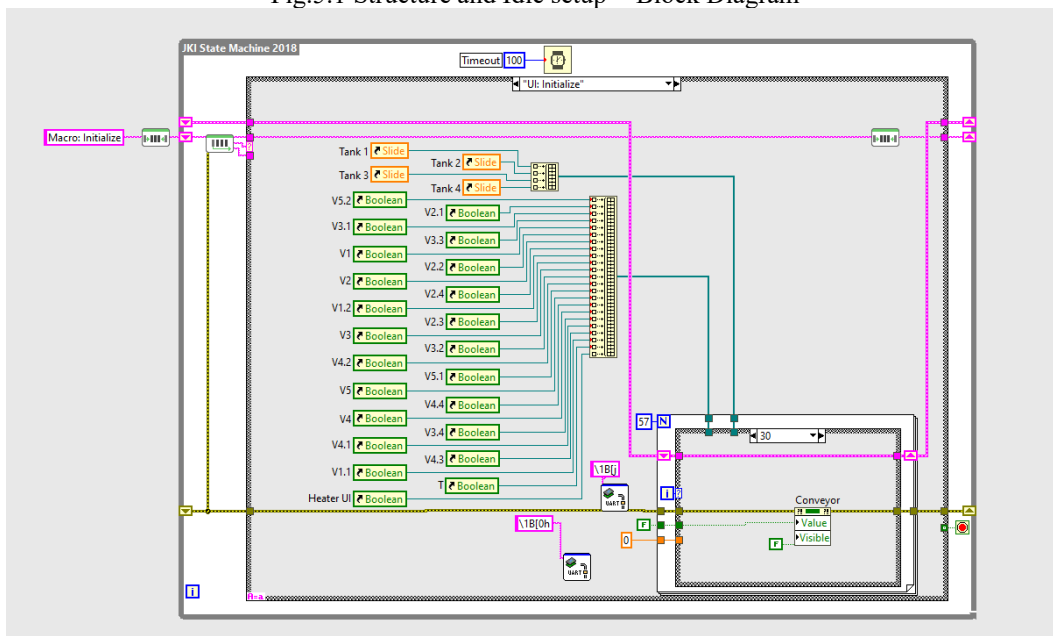 Fig.5.1 Structure and Idle setup – Block Diagram
JKI State Machine 2018
Timeout 100
"UI: Initialize"
Macro: Initialize
Tank 1 Slide
Tank 2 Slide
Tank 3 Slide
Tank 4 Slide
V5.2 Boolean
V2.1 Boolean
V3.1 Boolean
V3.3 Boolean
V1 Boolean
V2.2 Boolean
V2 Boolean
V2.4 Boolean
V1.2 Boolean
V2.3 Boolean
V3 Boolean
V3.2 Boolean
V4.2 Boolean
V5.1 Boolean
V5 Boolean
V4.4 Boolean
V4 Boolean
V3.4 Boolean
V4.1 Boolean
V4.3 Boolean
V1.1 Boolean
T Boolean
Heater UI Boolean
57 N
30
\1B[j
UART
i
Conveyor
Value
Visible
F
F
0
\1B[0h
UART
i
A=a